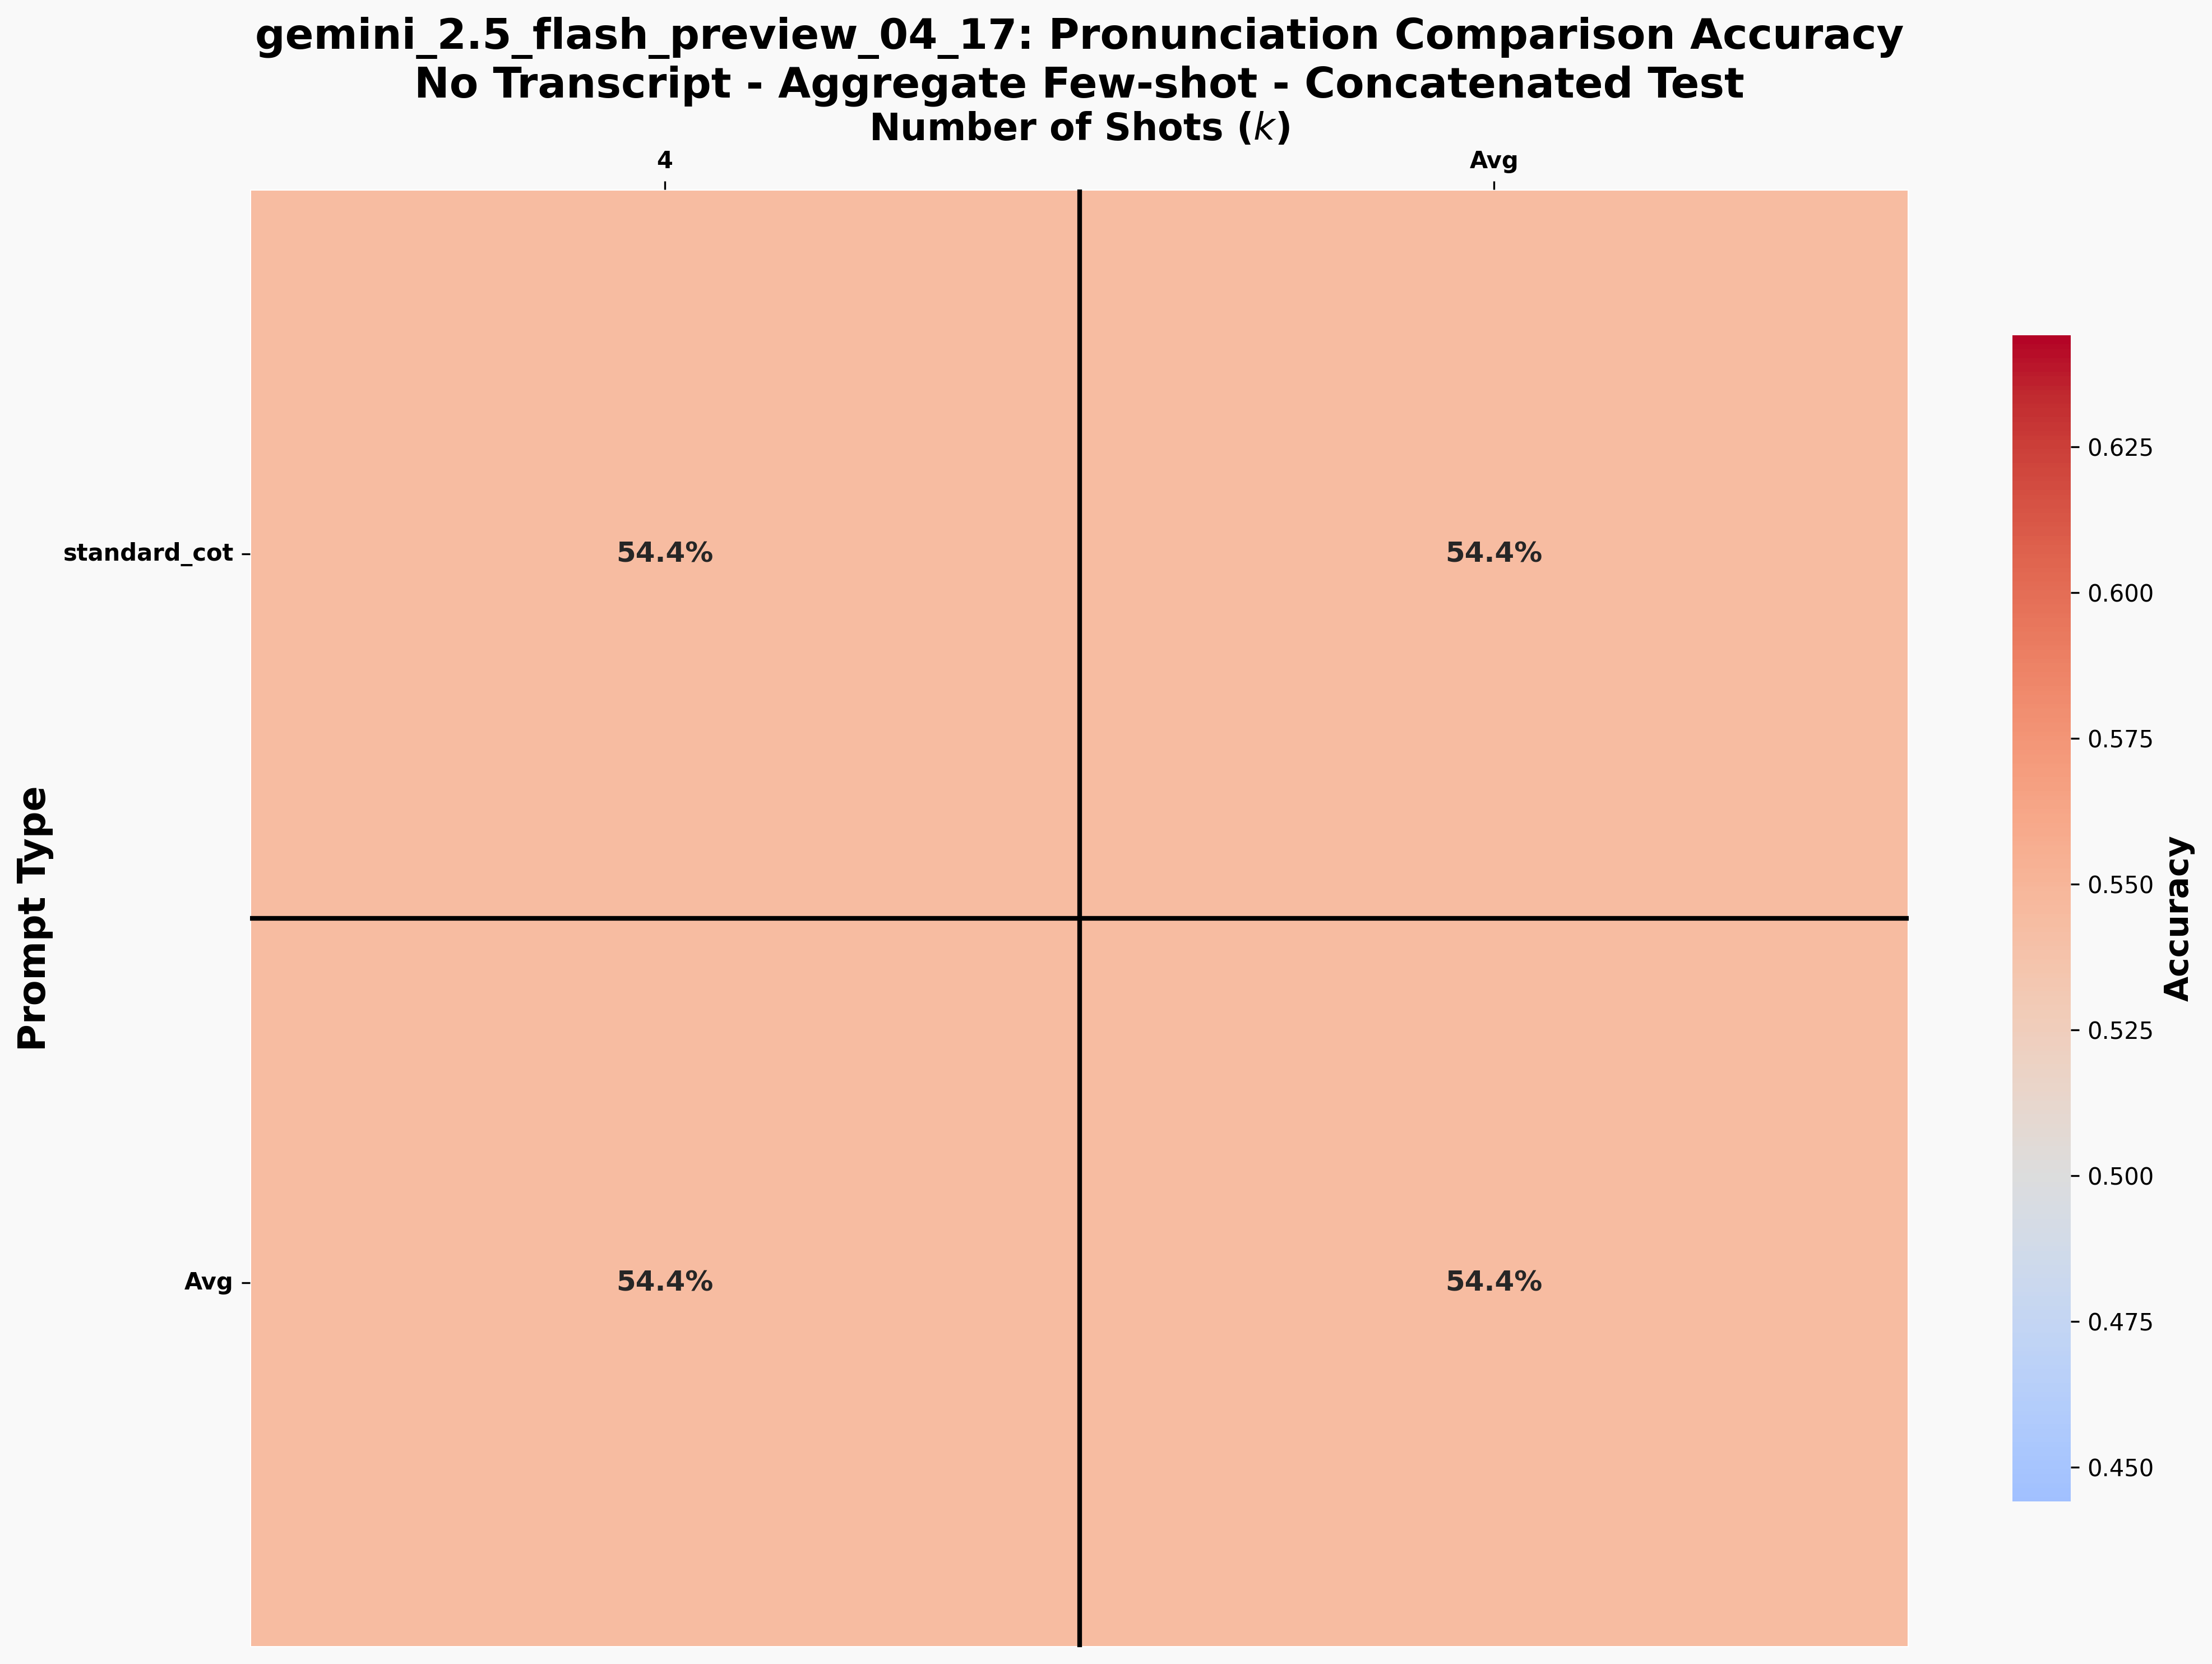 gemini_2.5_flash_preview_04_17: Pronunciation Comparison Accuracy
No Transcript - Aggregate Few-shot - Concatenated Test
Number of Shots (k)
4 Avg
Prompt Type
standard_cot 54.4% 54.4%
Avg 54.4% 54.4%
0.625
0.600
0.575
0.550
0.525
0.500
0.475
0.450
Accuracy